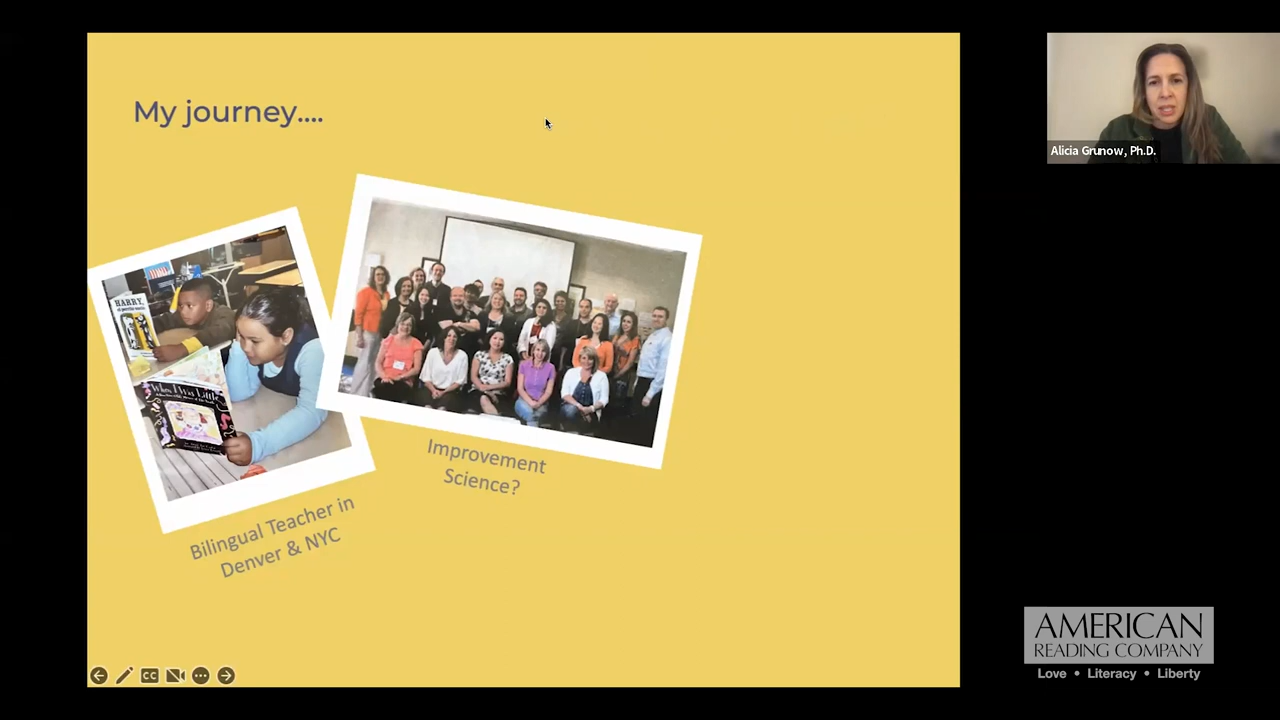 My journey....
Alicia Grunow, Ph.D.
HARRY,
When I Was Little
Improvement
Science?
Bilingual Teacher in
Denver & NYC
CC
AMERICAN
READING COMPANY
Love • Literacy • Liberty